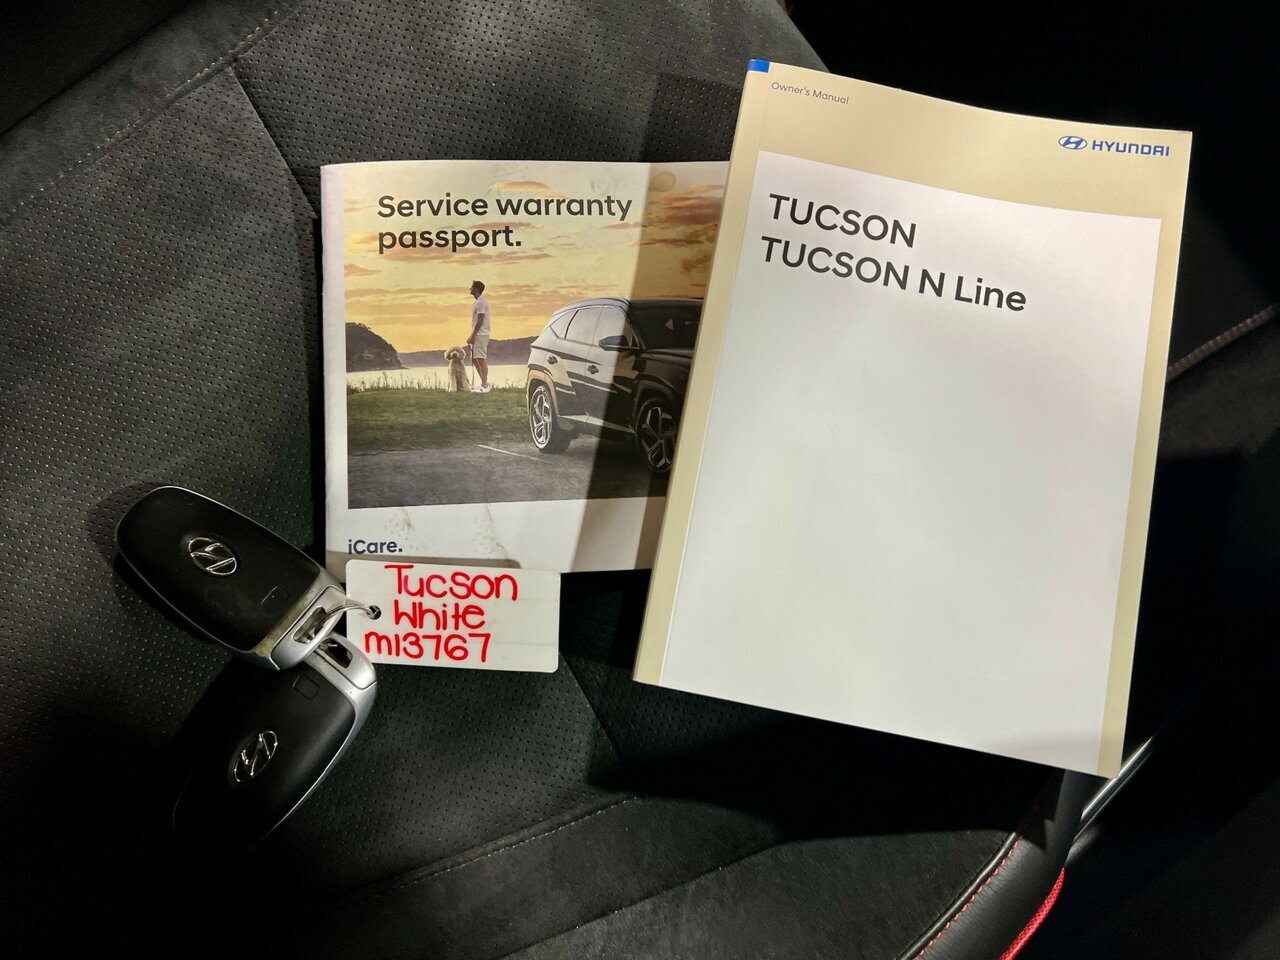 Service warranty
passport.
iCare.
Owner's Manual
HYUNDAI
TUCSON
TUCSON N Line
Tucson
White
M13767